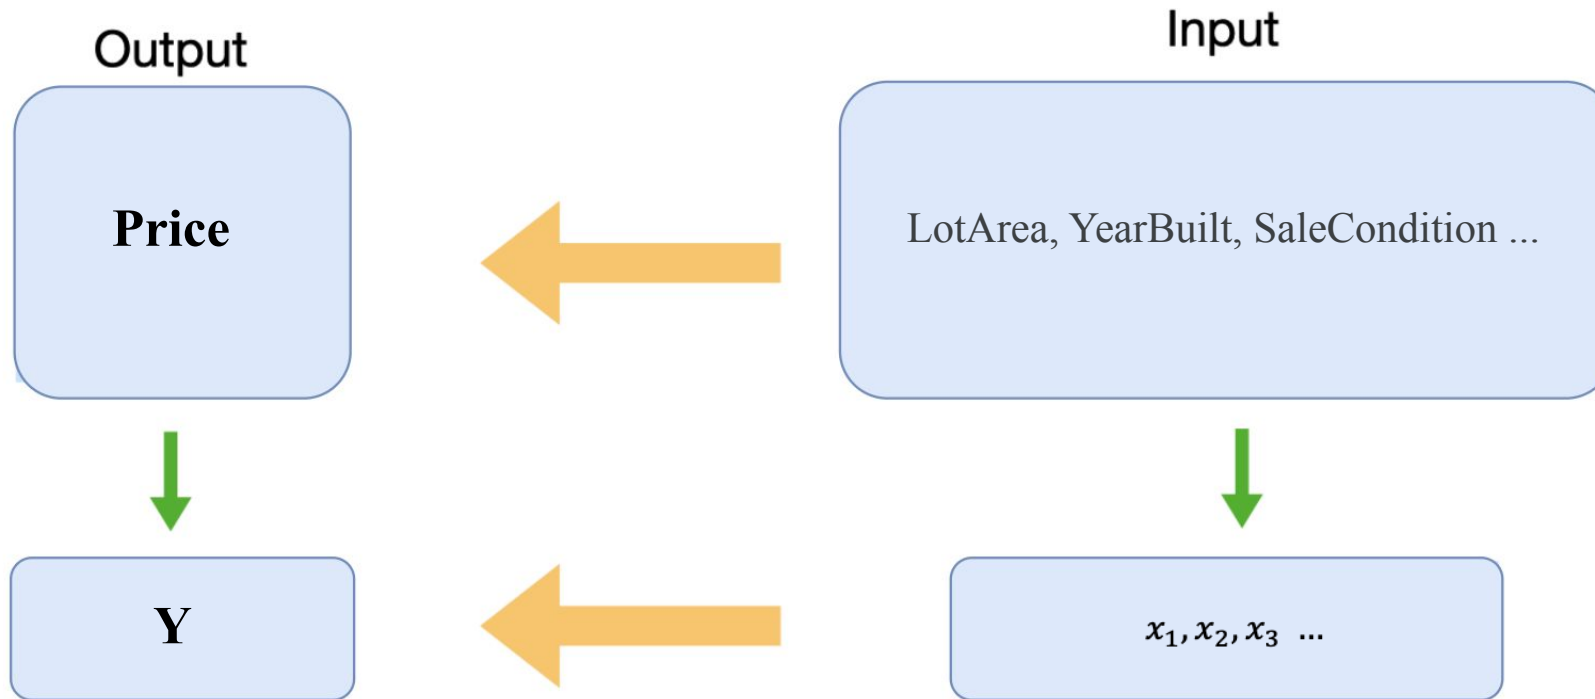 Output
Input
Price
LotArea, YearBuilt, SaleCondition ...
Y
x₁, x₂, x₃ ...